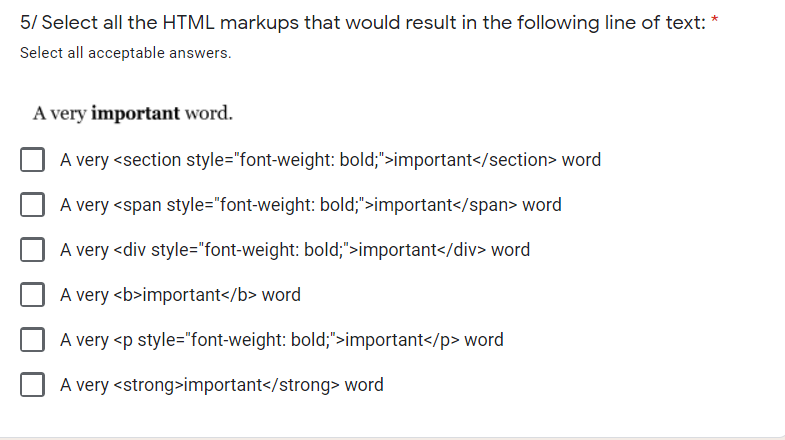 5/ Select all the HTML markups that would result in the following line of text: *
Select all acceptable answers.
A very important word.
A very <section style="font-weight: bold;">important</section> word
A very <span style="font-weight: bold;">important</span> word
A very <div style="font-weight: bold;">important</div> word
A very <b>important</b> word
A very <p style="font-weight: bold;">important</p> word
A very <strong>important</strong> word